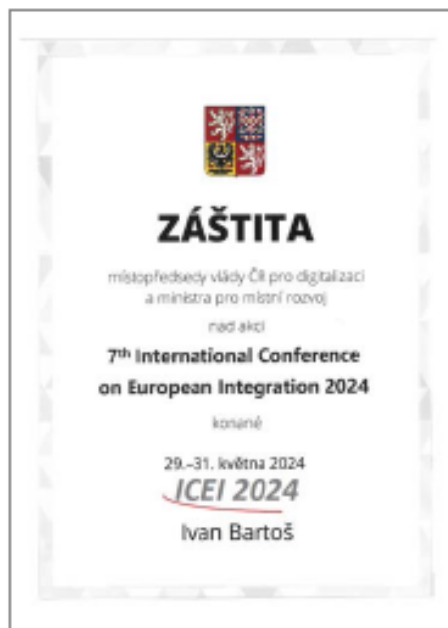 ZÁŠTITA
místopředsedy vlády ČR pro digitalizaci
a ministra pro místní rozvoj
nad akcí
7th International Conference
on European Integration 2024
konané
29.–31. května 2024
ICEI 2024
Ivan Bartoš